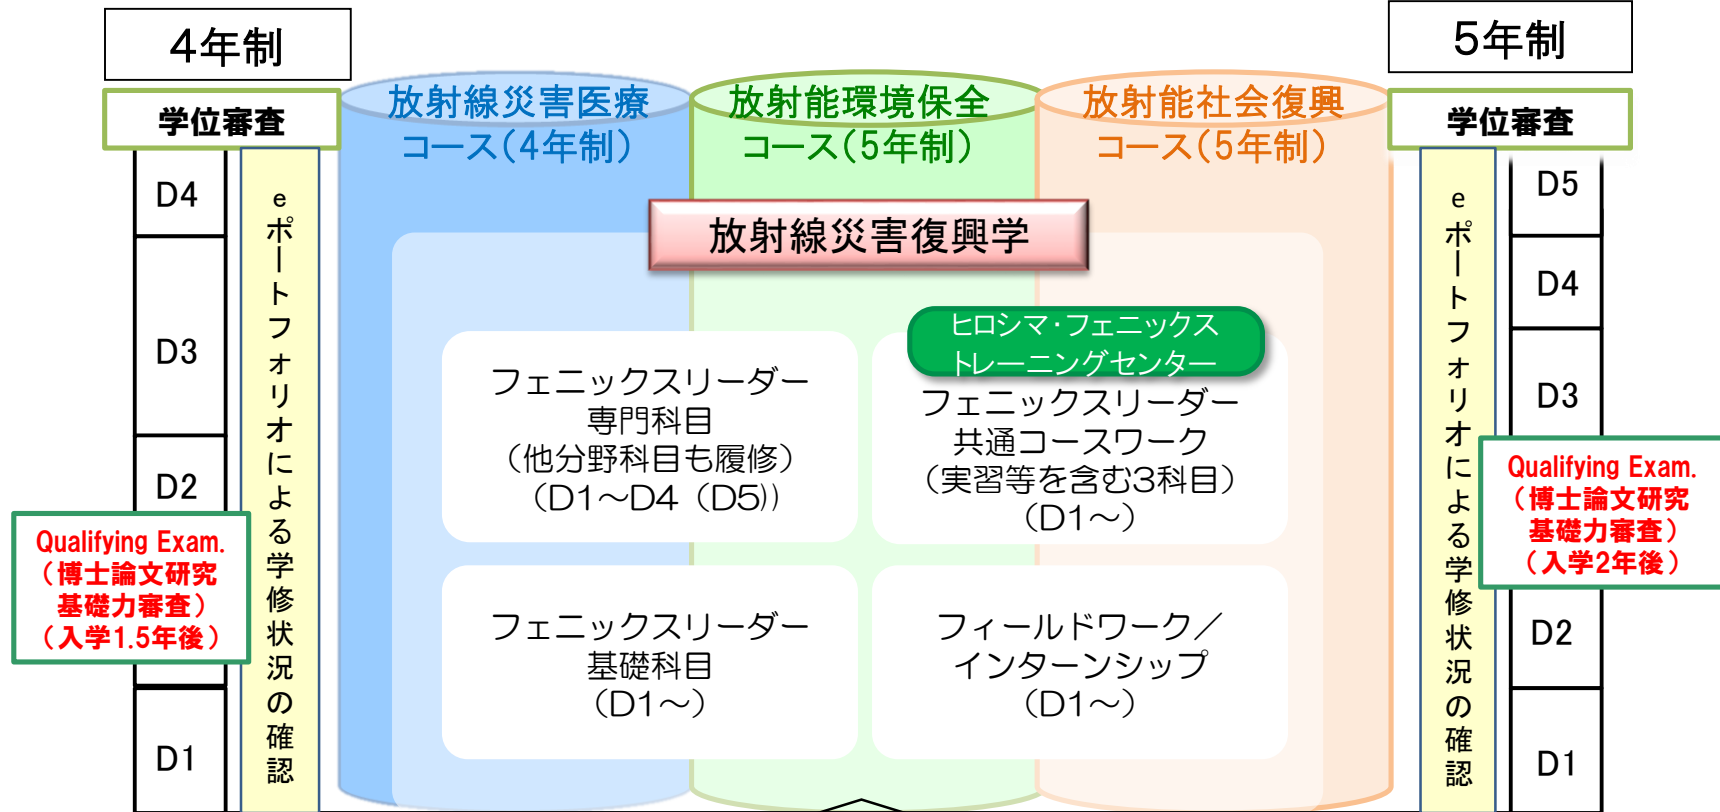 4年制
学位審査
D4
D3
D2
Qualifying Exam.
（博士論文研究
基礎力審査）
（入学1.5年後）
D1
eポートフォリオによる学修状況の確認
放射線災害医療
コース(4年制)
放射能環境保全
コース(5年制)
放射能社会復興
コース(5年制)
放射線災害復興学
フェニックスリーダー
専門科目
（他分野科目も履修）
（D1～D4（D5））
ヒロシマ・フェニックス
トレーニングセンター
フェニックスリーダー
共通コースワーク
（実習等を含む3科目）
（D1～）
フェニックスリーダー
基礎科目
（D1～）
フィールドワーク／
インターンシップ
（D1～）
5年制
学位審査
eポートフォリオによる学修状況の確認
D5
D4
D3
Qualifying Exam.
（博士論文研究
基礎力審査）
（入学2年後）
D2
D1